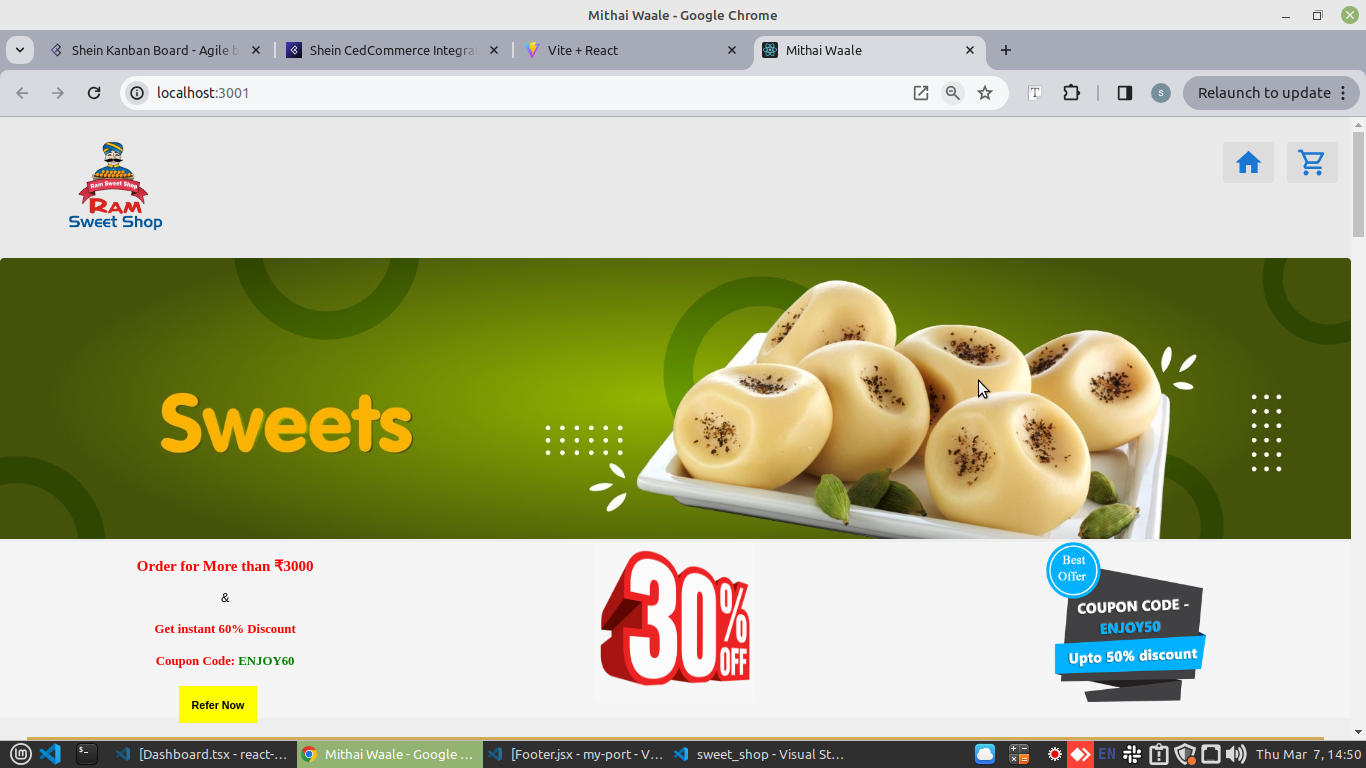 Mithai Waale - Google Chrome
Shein Kanban Board - Agile b
Shein CedCommerce Integra
Vite + React
Mithai Waale
localhost:3001
T
s
Relaunch to update
Ram Sweet Shop
RAM
Sweet Shop
Sweets
Order for More than ₹3000
&
Get instant 60% Discount
Coupon Code: ENJOY60
Refer Now
30%
OFF
Best
Offer
COUPON CODE -
ENJOY50
Upto 50% discount
[Dashboard.tsx - react-...
Mithai Waale - Google ...
[Footer.jsx - my-port - V...
sweet_shop - Visual St...
EN
Thu Mar 7, 14:50